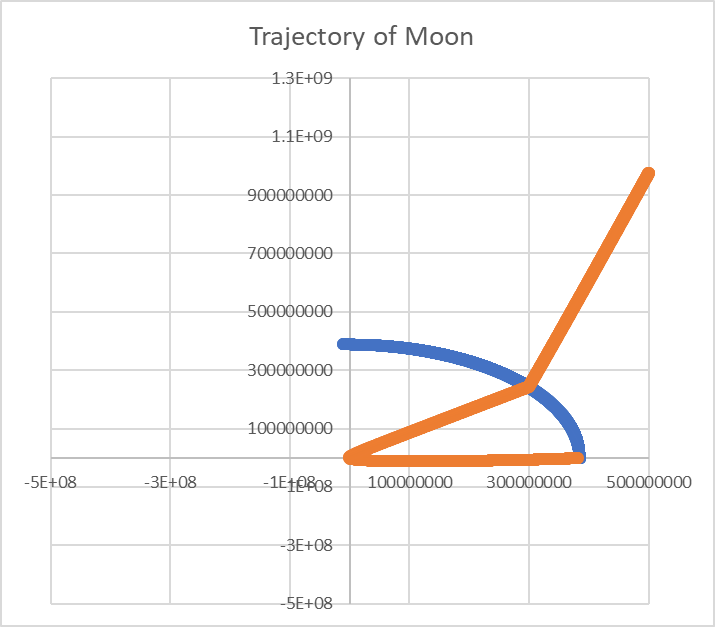 Trajectory of Moon
1.3E+09
1.1E+09
900000000
700000000
500000000
300000000
100000000
-5E+08 -3E+08 -1E+08 100000000 300000000 500000000
-1E+08
-3E+08
-5E+08